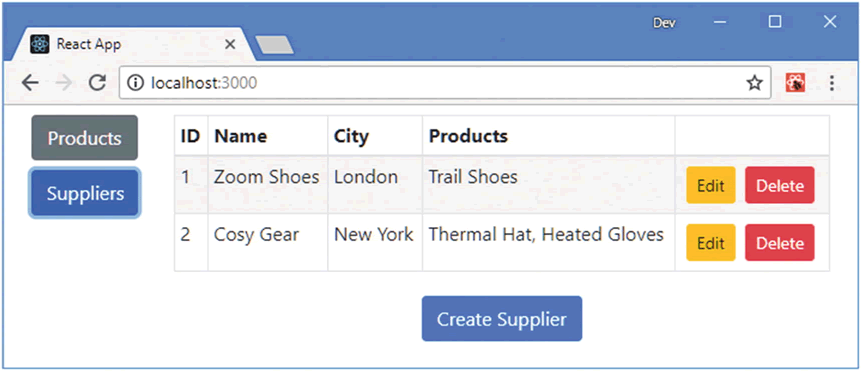 Dev
React App
localhost:3000
Products
Suppliers
ID Name City Products
1 Zoom Shoes London Trail Shoes Edit Delete
2 Cosy Gear New York Thermal Hat, Heated Gloves Edit Delete
Create Supplier